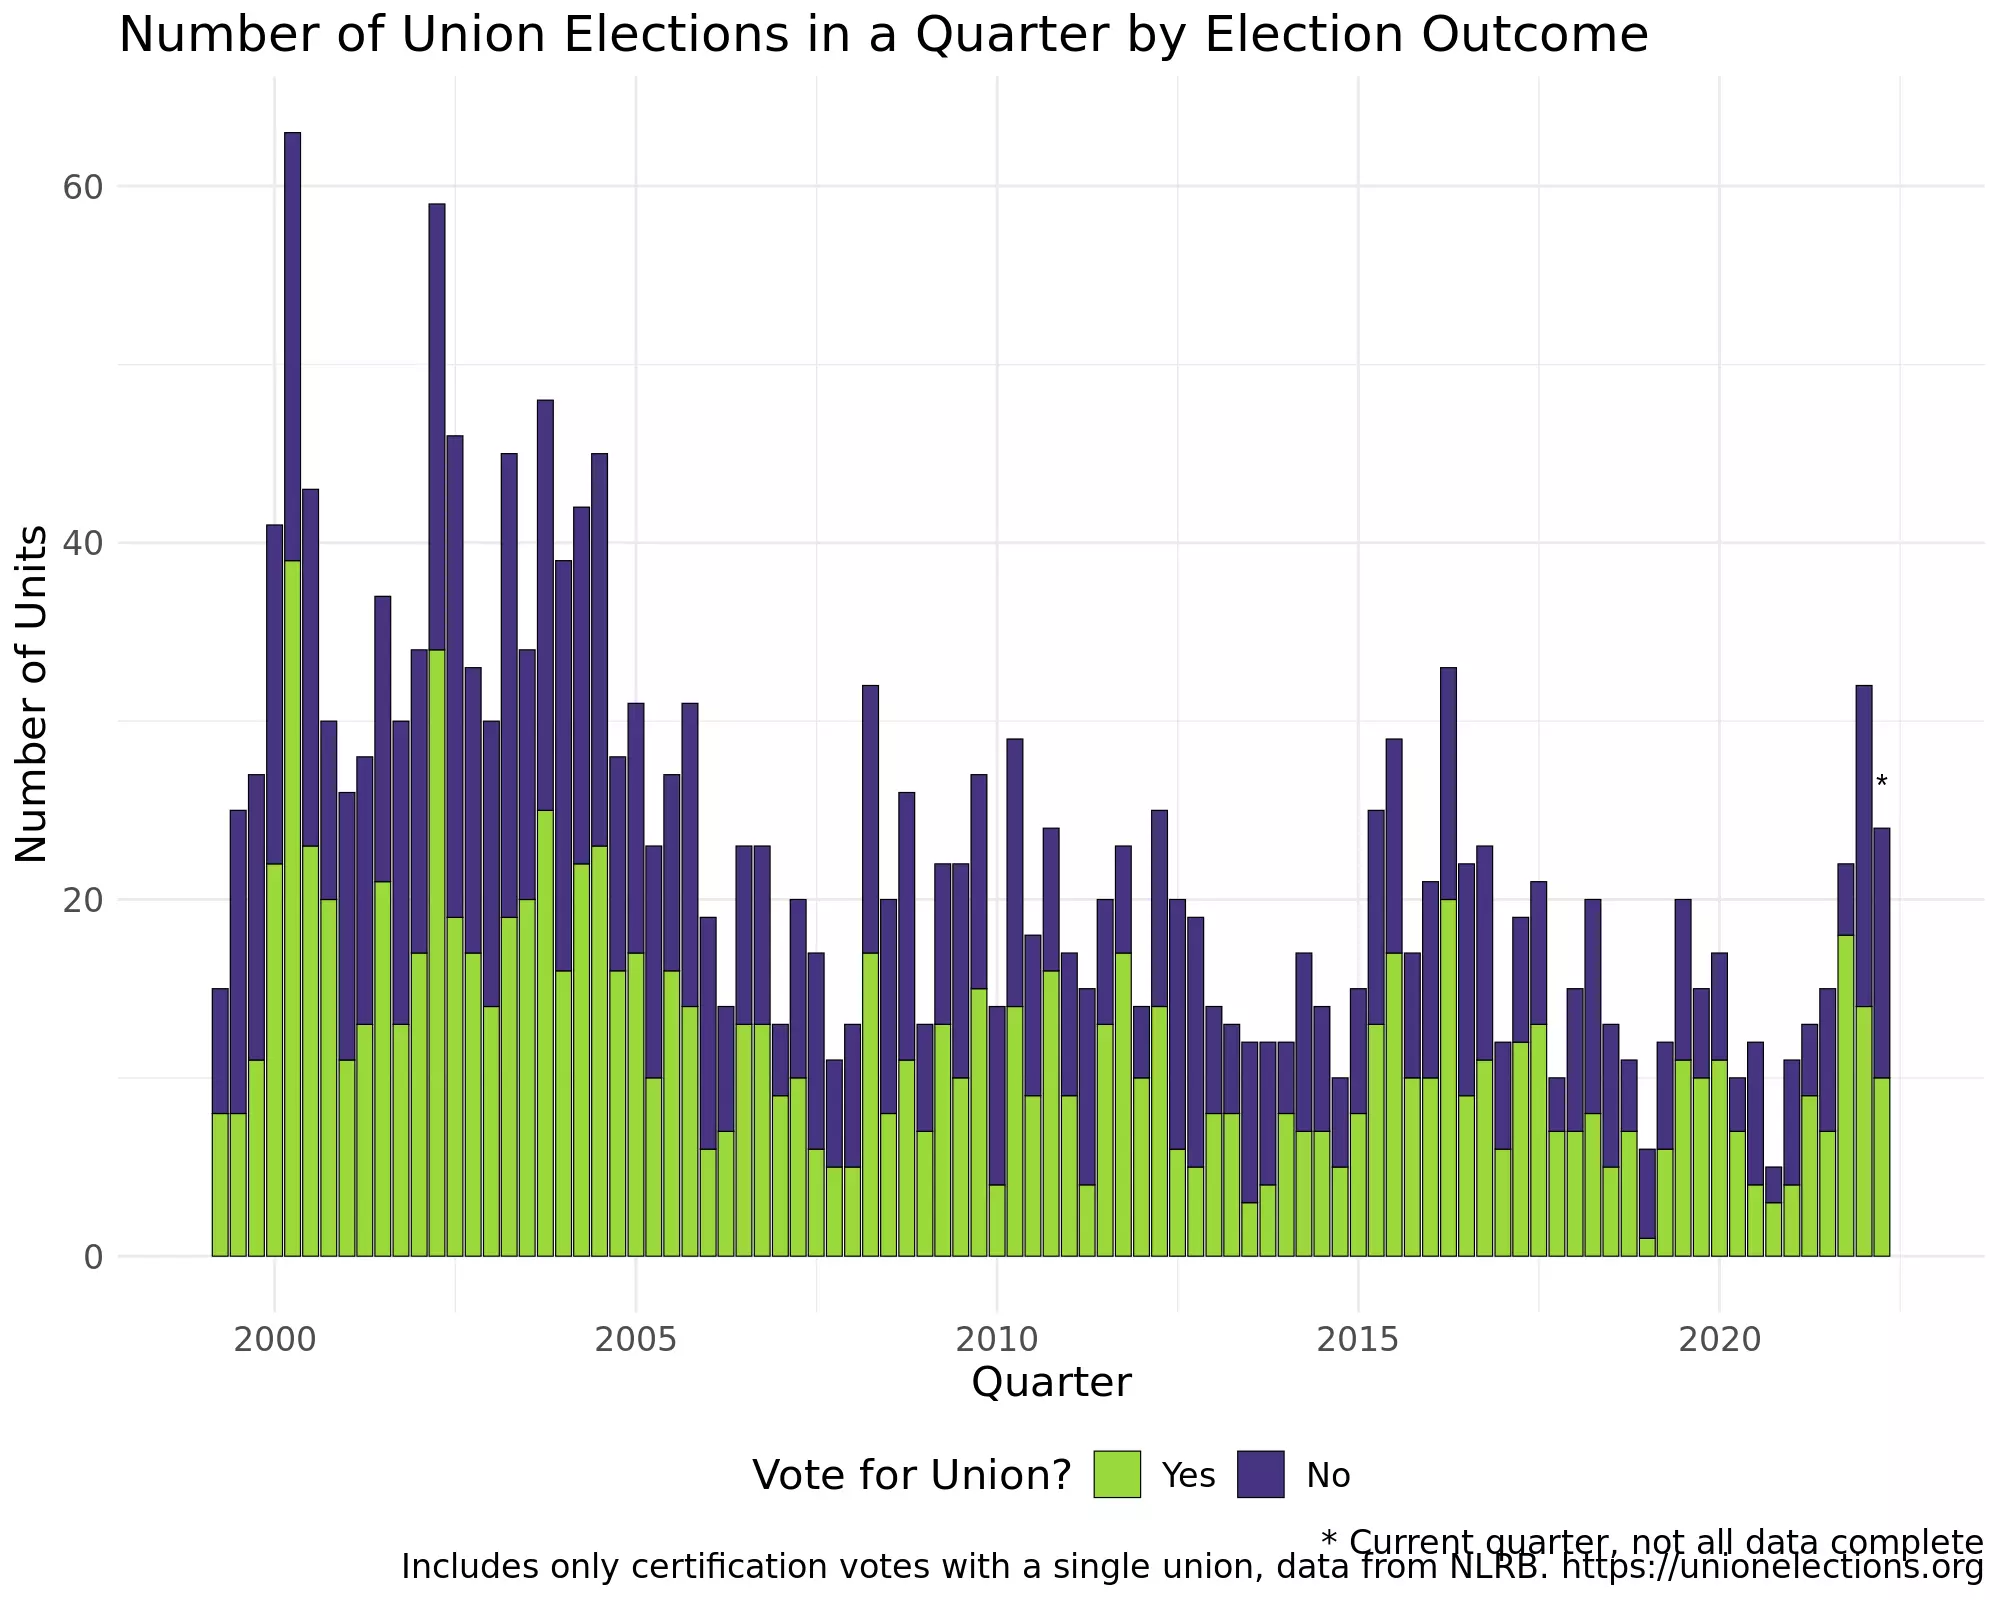 Number of Union Elections in a Quarter by Election Outcome
Number of Units
60
40
20
0
*
2000 2005 2010 2015 2020
Quarter
Vote for Union? Yes No
* Current quarter, not all data complete
Includes only certification votes with a single union, data from NLRB. https://unionelections.org